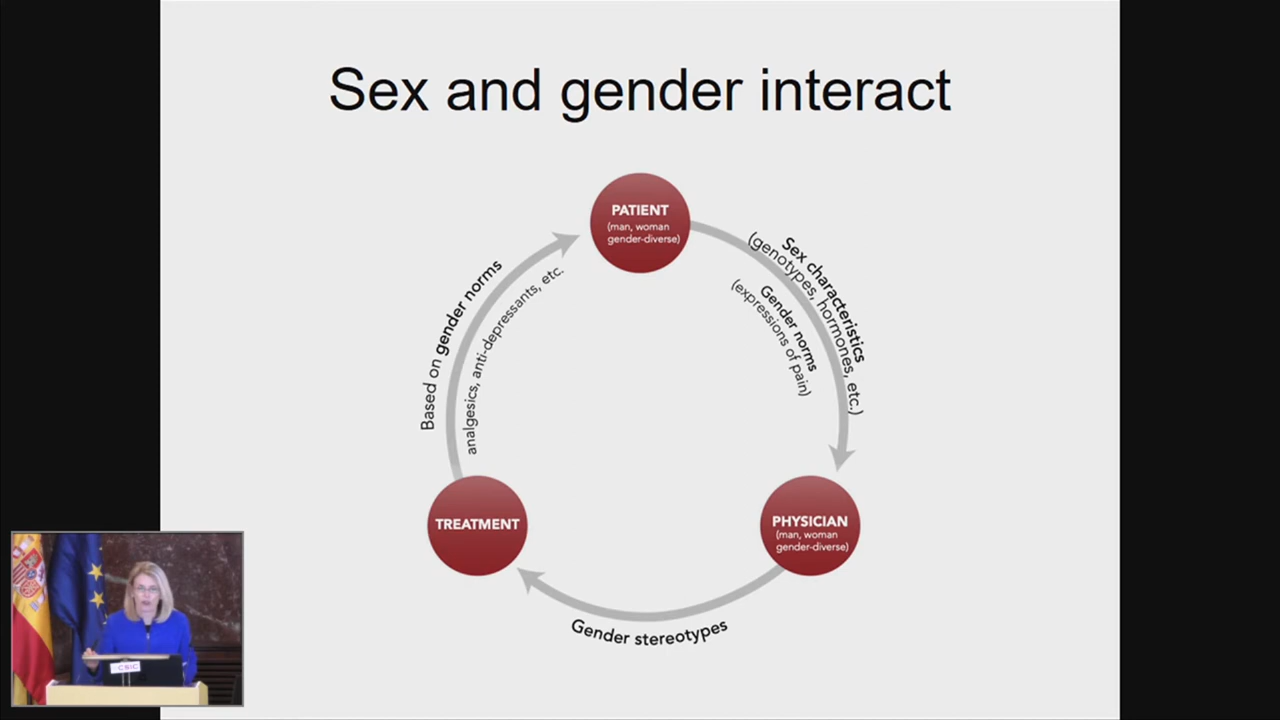 Sex and gender interact
PATIENT
(man, woman
gender-diverse)
Sex characteristics
(genotypes, hormones, etc.)
Gender norms
(expressions of pain)
Based on gender norms
analgesics, anti-depressants, etc.
TREATMENT
PHYSICIAN
(man, woman
gender-diverse)
Gender stereotypes
CSIC